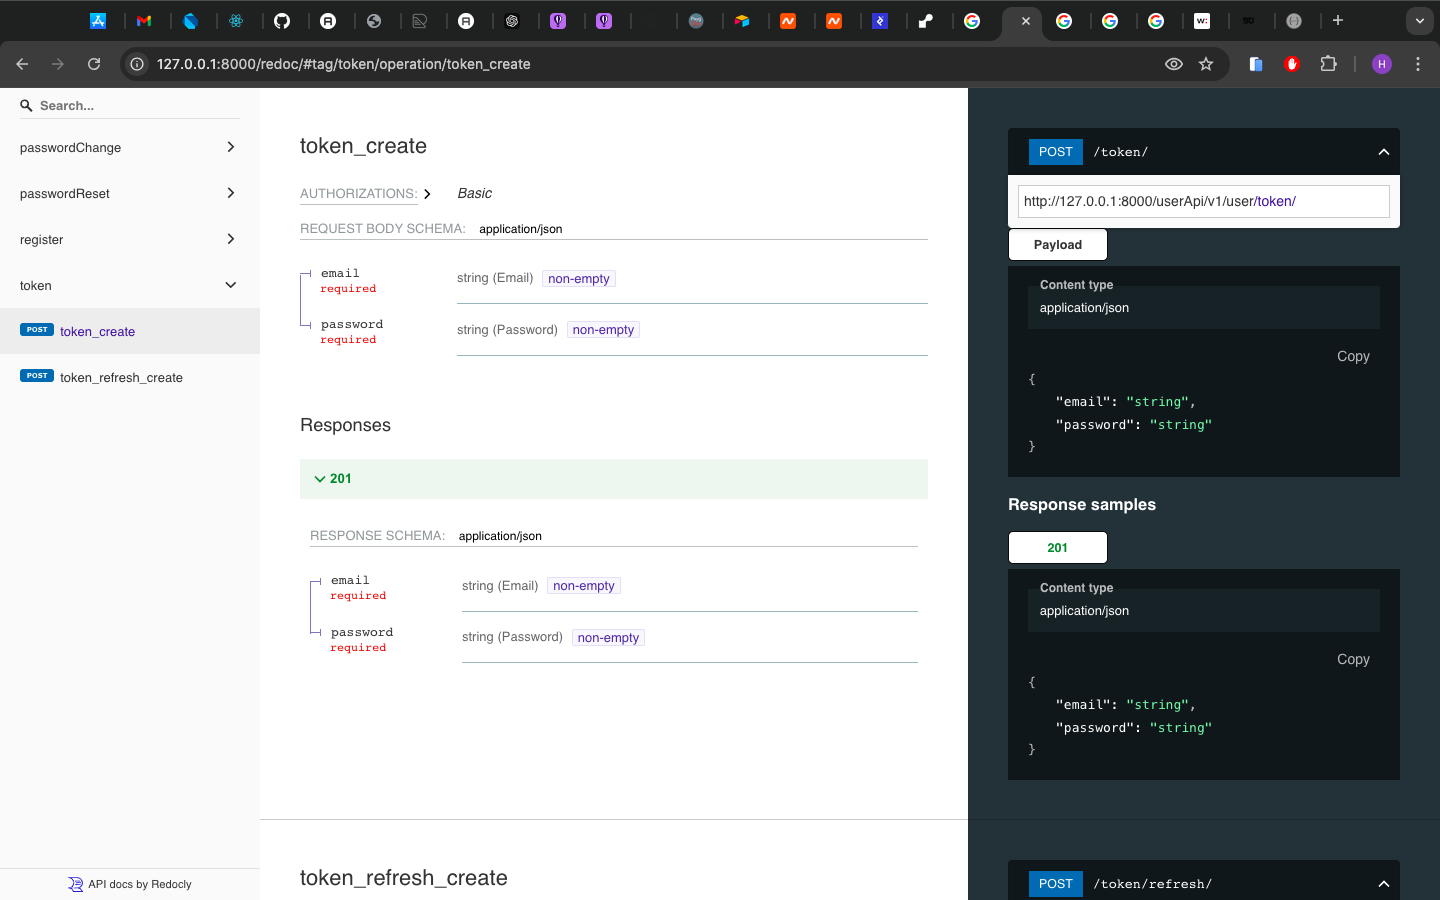 127.0.0.1:8000/redoc/#tag/token/operation/token_create
H
w:
Search...
passwordChange
passwordReset
register
token
POST token_create
POST token_refresh_create
API docs by Redocly
token_create
AUTHORIZATIONS: Basic
REQUEST BODY SCHEMA: application/json
email
required
string (Email) non-empty
password
required
string (Password) non-empty
Responses
201
RESPONSE SCHEMA: application/json
email
required
string (Email) non-empty
password
required
string (Password) non-empty
token_refresh_create
POST /token/
http://127.0.0.1:8000/userApi/v1/user/token/
Payload
Content type
application/json
Copy
{
"email": "string",
"password": "string"
}
Response samples
201
Content type
application/json
Copy
{
"email": "string",
"password": "string"
}
POST /token/refresh/